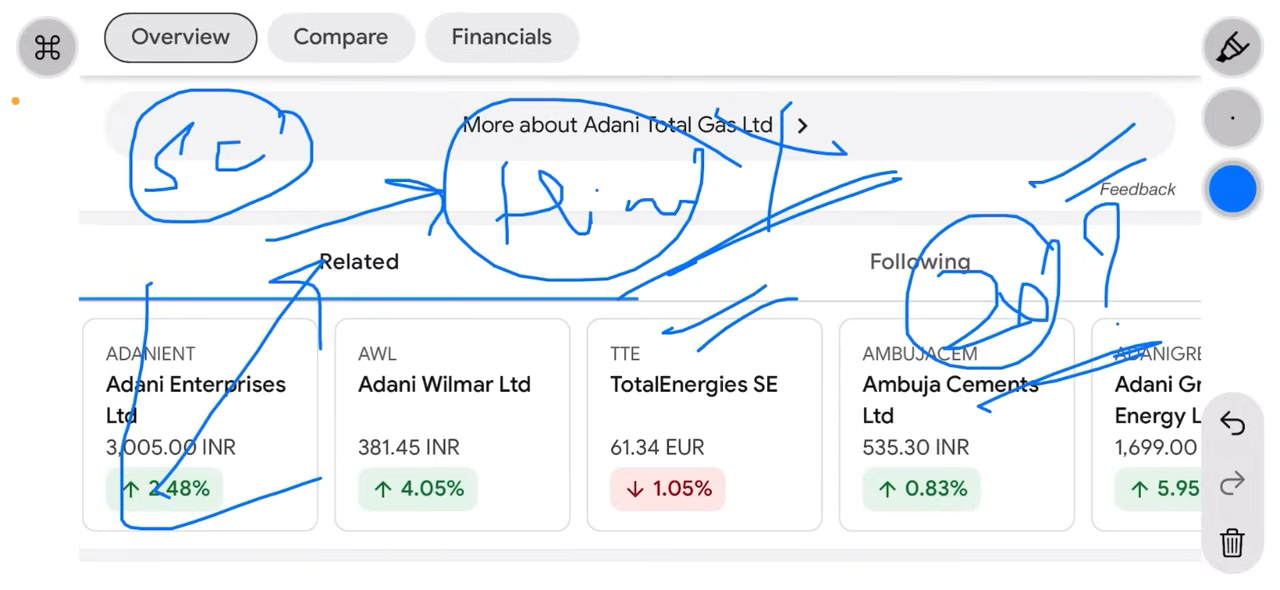 Overview Compare Financials
More about Adani Total Gas Ltd
SC
Feedback
Related Following
ADANIENT AWL TTE AMBUJACEM ADANIGRE
Adani Enterprises Adani Wilmar Ltd TotalEnergies SE Ambuja Cements Adani Gr
Ltd Ltd Energy L
3,005.00 INR 381.45 INR 61.34 EUR 535.30 INR 1,699.00
↑ 2.48% ↑ 4.05% ↓ 1.05% ↑ 0.83% ↑ 5.95